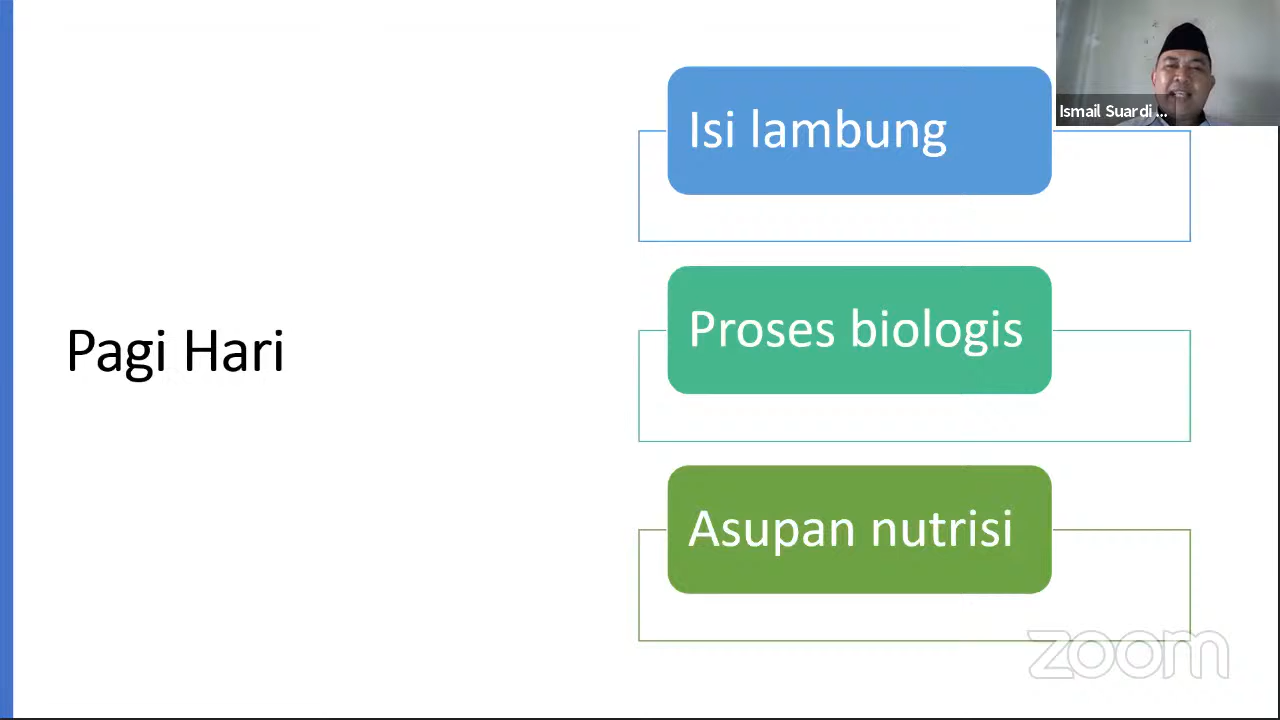 Pagi Hari
Isi lambung
Proses biologis
Asupan nutrisi
Ismail Suardi ...
zoom